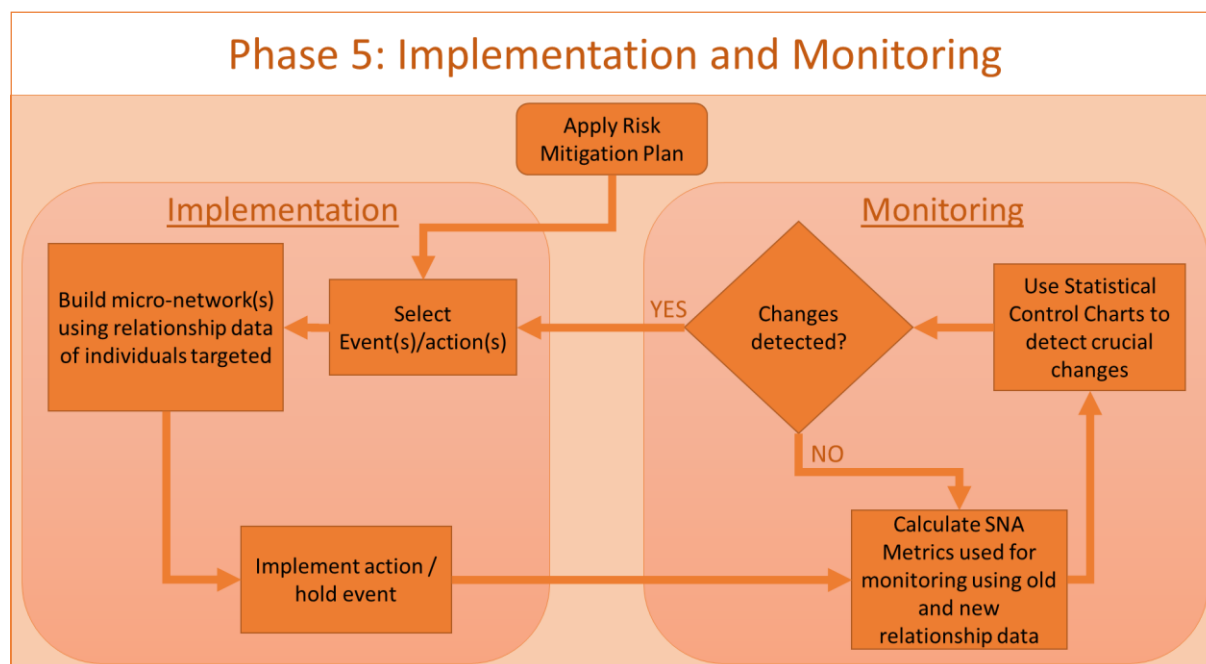 Phase 5: Implementation and Monitoring
Apply Risk
Mitigation Plan
Implementation
Build micro-network(s)
using relationship data
of individuals targeted
Select
Event(s)/action(s)
Implement action /
hold event
Monitoring
YES
Changes
detected?
NO
Use Statistical
Control Charts to
detect crucial
changes
Calculate SNA
Metrics used for
monitoring using old
and new
relationship data